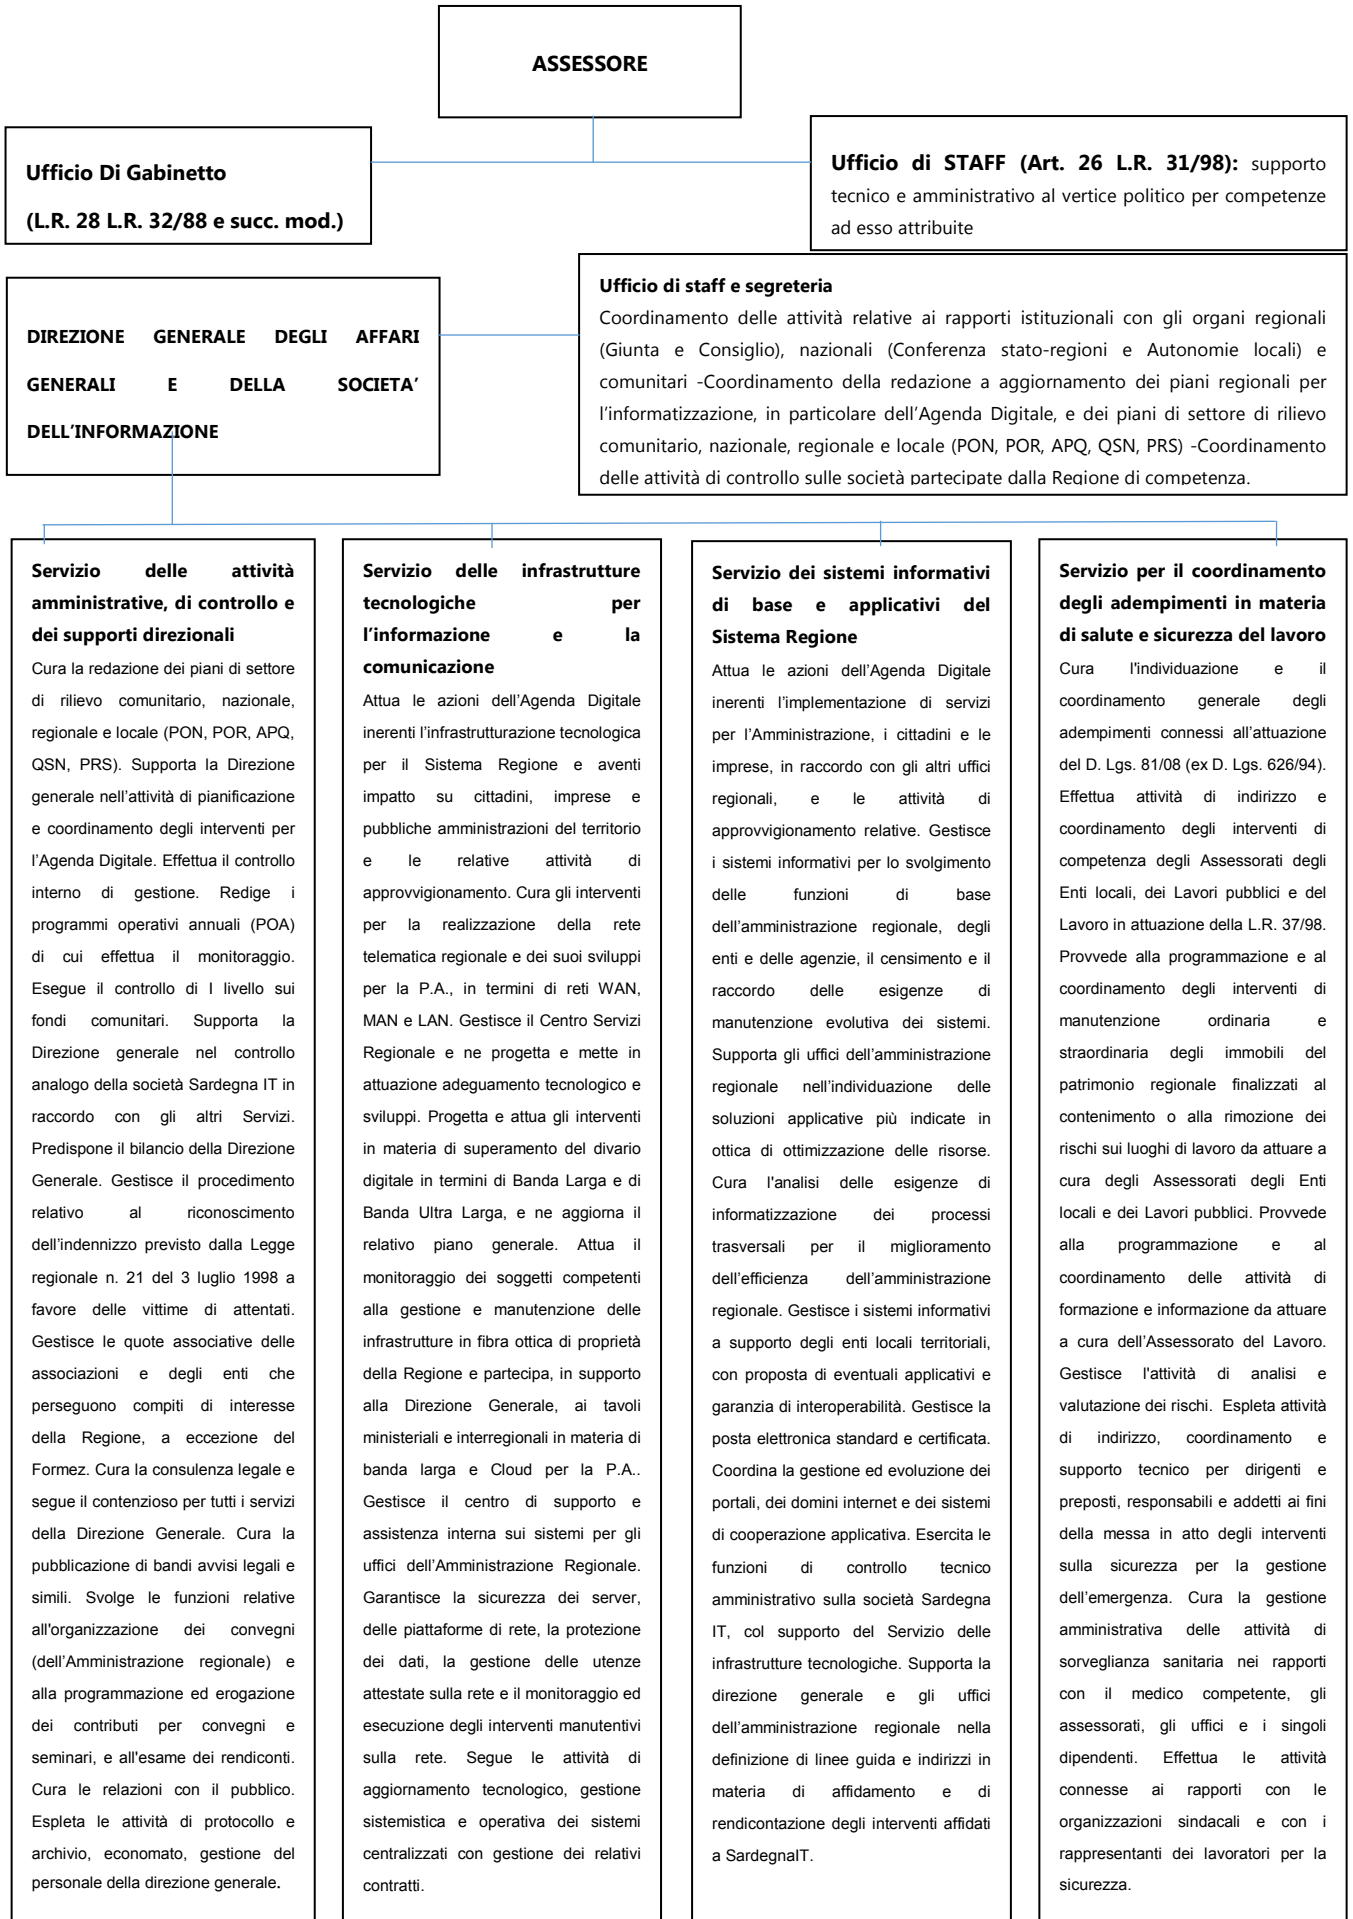 ASSESSORE
Ufficio Di Gabinetto
(L.R. 28 L.R. 32/88 e succ. mod.)
Ufficio di STAFF (Art. 26 L.R. 31/98): supporto
tecnico e amministrativo al vertice politico per competenze
ad esso attribuite
DIREZIONE GENERALE DEGLI AFFARI
GENERALI E DELLA SOCIETA’
DELL’INFORMAZIONE
Ufficio di staff e segreteria
Coordinamento delle attività relative ai rapporti istituzionali con gli organi regionali
(Giunta e Consiglio), nazionali (Conferenza stato-regioni e Autonomie locali) e
comunitari -Coordinamento della redazione a aggiornamento dei piani regionali per
l’informatizzazione, in particolare dell’Agenda Digitale, e dei piani di settore di rilievo
comunitario, nazionale, regionale e locale (PON, POR, APQ, QSN, PRS) -Coordinamento
delle attività di controllo sulle società partecipate dalla Regione di competenza.
Servizio delle attività
amministrative, di controllo e
dei supporti direzionali
Cura la redazione dei piani di settore
di rilievo comunitario, nazionale,
regionale e locale (PON, POR, APQ,
QSN, PRS). Supporta la Direzione
generale nell’attività di pianificazione
e coordinamento degli interventi per
l’Agenda Digitale. Effettua il controllo
interno di gestione. Redige i
programmi operativi annuali (POA)
di cui effettua il monitoraggio.
Esegue il controllo di I livello sui
fondi comunitari. Supporta la
Direzione generale nel controllo
analogo della società Sardegna IT in
raccordo con gli altri Servizi.
Predispone il bilancio della Direzione
Generale. Gestisce il procedimento
relativo al riconoscimento
dell’indennizzo previsto dalla Legge
regionale n. 21 del 3 luglio 1998 a
favore delle vittime di attentati.
Gestisce le quote associative delle
associazioni e degli enti che
perseguono compiti di interesse
della Regione, a eccezione del
Formez. Cura la consulenza legale e
segue il contenzioso per tutti i servizi
della Direzione Generale. Cura la
pubblicazione di bandi avvisi legali e
simili. Svolge le funzioni relative
all'organizzazione dei convegni
(dell’Amministrazione regionale) e
alla programmazione ed erogazione
dei contributi per convegni e
seminari, e all'esame dei rendiconti.
Cura le relazioni con il pubblico.
Espleta le attività di protocollo e
archivio, economato, gestione del
personale della direzione generale.
Servizio delle infrastrutture
tecnologiche per
l’informazione e la
comunicazione
Attua le azioni dell’Agenda Digitale
inerenti l’infrastrutturazione tecnologica
per il Sistema Regione e aventi
impatto su cittadini, imprese e
pubbliche amministrazioni del territorio
e le relative attività di
approvvigionamento. Cura gli interventi
per la realizzazione della rete
telematica regionale e dei suoi sviluppi
per la P.A., in termini di reti WAN,
MAN e LAN. Gestisce il Centro Servizi
Regionale e ne progetta e mette in
attuazione adeguamento tecnologico e
sviluppi. Progetta e attua gli interventi
in materia di superamento del divario
digitale in termini di Banda Larga e di
Banda Ultra Larga, e ne aggiorna il
relativo piano generale. Attua il
monitoraggio dei soggetti competenti
alla gestione e manutenzione delle
infrastrutture in fibra ottica di proprietà
della Regione e partecipa, in supporto
alla Direzione Generale, ai tavoli
ministeriali e interregionali in materia di
banda larga e Cloud per la P.A..
Gestisce il centro di supporto e
assistenza interna sui sistemi per gli
uffici dell’Amministrazione Regionale.
Garantisce la sicurezza dei server,
delle piattaforme di rete, la protezione
dei dati, la gestione delle utenze
attestate sulla rete e il monitoraggio ed
esecuzione degli interventi manutentivi
sulla rete. Segue le attività di
aggiornamento tecnologico, gestione
sistemistica e operativa dei sistemi
centralizzati con gestione dei relativi
contratti.
Servizio dei sistemi informativi
di base e applicativi del
Sistema Regione
Attua le azioni dell’Agenda Digitale
inerenti l’implementazione di servizi
per l’Amministrazione, i cittadini e le
imprese, in raccordo con gli altri uffici
regionali, e le attività di
approvvigionamento relative. Gestisce
i sistemi informativi per lo svolgimento
delle funzioni di base
dell’amministrazione regionale, degli
enti e delle agenzie, il censimento e il
raccordo delle esigenze di
manutenzione evolutiva dei sistemi.
Supporta gli uffici dell’amministrazione
regionale nell’individuazione delle
soluzioni applicative più indicate in
ottica di ottimizzazione delle risorse.
Cura l'analisi delle esigenze di
informatizzazione dei processi
trasversali per il miglioramento
dell’efficienza dell’amministrazione
regionale. Gestisce i sistemi informativi
a supporto degli enti locali territoriali,
con proposta di eventuali applicativi e
garanzia di interoperabilità. Gestisce la
posta elettronica standard e certificata.
Coordina la gestione ed evoluzione dei
portali, dei domini internet e dei sistemi
di cooperazione applicativa. Esercita le
funzioni di controllo tecnico
amministrativo sulla società Sardegna
IT, col supporto del Servizio delle
infrastrutture tecnologiche. Supporta la
direzione generale e gli uffici
dell’amministrazione regionale nella
definizione di linee guida e indirizzi in
materia di affidamento e di
rendicontazione degli interventi affidati
a SardegnaIT.
Servizio per il coordinamento
degli adempimenti in materia
di salute e sicurezza del lavoro
Cura l'individuazione e il
coordinamento generale degli
adempimenti connessi all’attuazione
del D. Lgs. 81/08 (ex D. Lgs. 626/94).
Effettua attività di indirizzo e
coordinamento degli interventi di
competenza degli Assessorati degli
Enti locali, dei Lavori pubblici e del
Lavoro in attuazione della L.R. 37/98.
Provvede alla programmazione e al
coordinamento degli interventi di
manutenzione ordinaria e
straordinaria degli immobili del
patrimonio regionale finalizzati al
contenimento o alla rimozione dei
rischi sui luoghi di lavoro da attuare a
cura degli Assessorati degli Enti
locali e dei Lavori pubblici. Provvede
alla programmazione e al
coordinamento delle attività di
formazione e informazione da attuare
a cura dell’Assessorato del Lavoro.
Gestisce l'attività di analisi e
valutazione dei rischi. Espleta attività
di indirizzo, coordinamento e
supporto tecnico per dirigenti e
preposti, responsabili e addetti ai fini
della messa in atto degli interventi
sulla sicurezza per la gestione
dell’emergenza. Cura la gestione
amministrativa delle attività di
sorveglianza sanitaria nei rapporti
con il medico competente, gli
assessorati, gli uffici e i singoli
dipendenti. Effettua le attività
connesse ai rapporti con le
organizzazioni sindacali e con i
rappresentanti dei lavoratori per la
sicurezza.